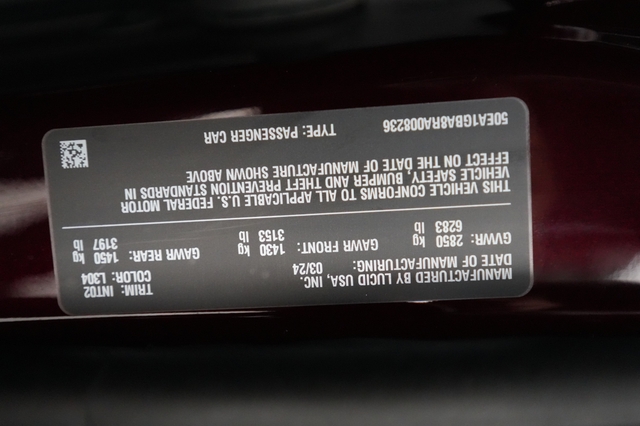 MANUFACTURED BY LUCID USA, INC.
DATE OF MANUFACTURING: 03/24
TRIM: INT02
COLOR: L304
GVWR: 2850 kg
6283 lb
GAWR FRONT: 1430 kg
3153 lb
GAWR REAR: 1450 kg
3197 lb
THIS VEHICLE CONFORMS TO ALL APPLICABLE U.S. FEDERAL MOTOR
VEHICLE SAFETY, BUMPER AND THEFT PREVENTION STANDARDS IN
EFFECT ON THE DATE OF MANUFACTURE SHOWN ABOVE
50EA1GBA8RA008236
TYPE: PASSENGER CAR